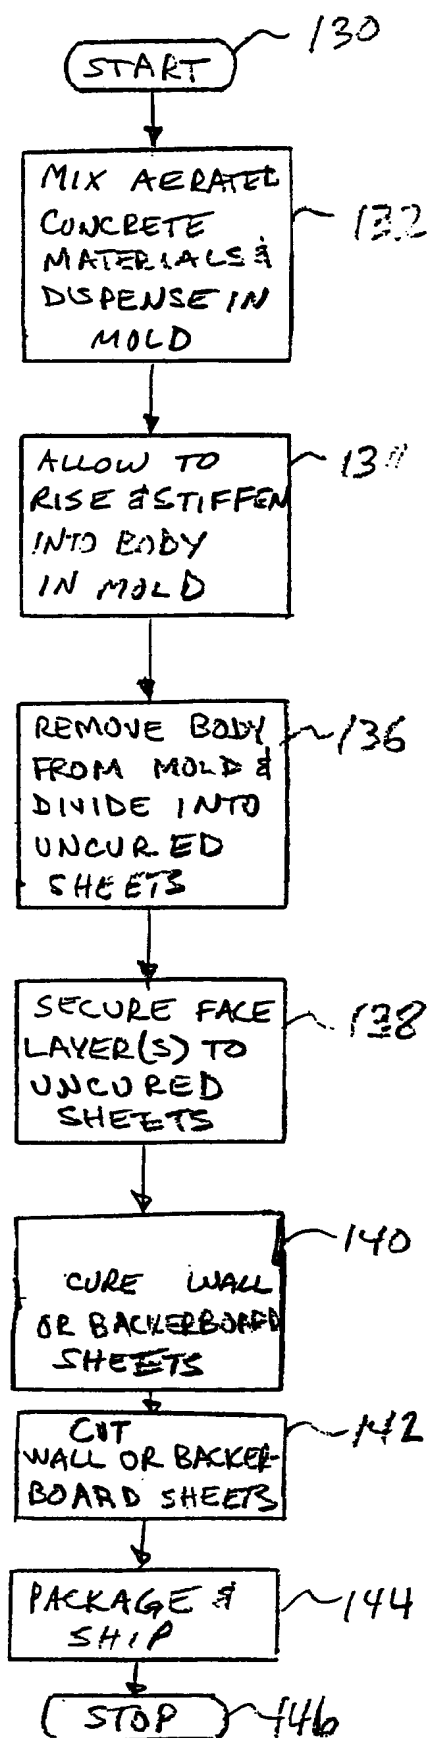 130
START
MIX AERATED
CONCRETE
MATERIALS &
DISPENSE IN
MOLD
132
ALLOW TO
RISE & STIFFEN
INTO BODY
IN MOLD
REMOVE BODY
FROM MOLD &
DIVIDE INTO
UNCURED
SHEETS
136
SECURE FACE
LAYER(S) TO
UNCURED
SHEETS
138
140
CURE WALL
OR BACKERBOARD
SHEETS
CUT
WALL OR BACKER-
BOARD SHEETS
142
PACKAGE &
SHIP
144
STOP
146